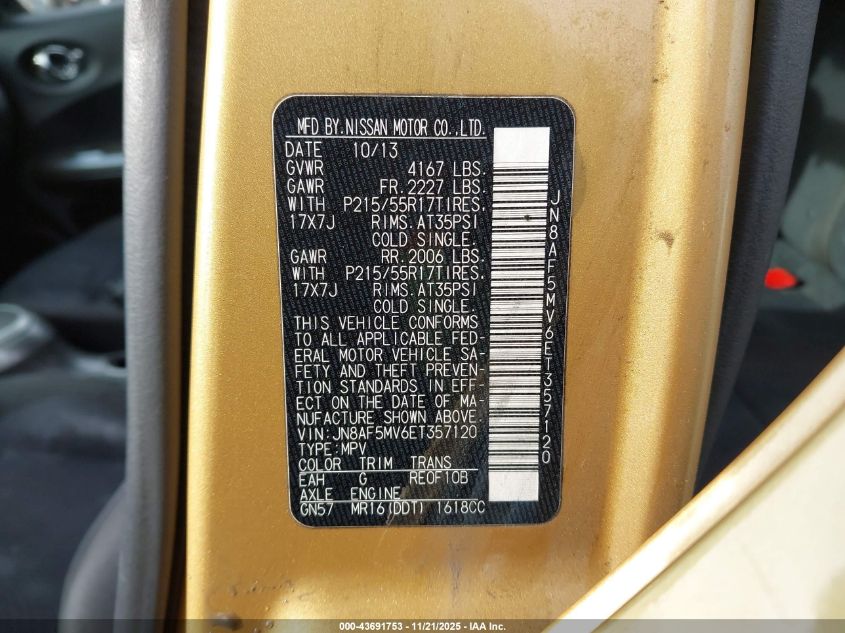 MFD BY.NISSAN MOTOR CO.,LTD.
DATE 10/13
GVWR 4167 LBS.
GAWR FR.2227 LBS.
WITH P215/55R17TIRES.
17X7J RIMS.AT35PSI
COLD SINGLE.
GAWR RR.2006 LBS.
WITH P215/55R17TIRES.
17X7J RIMS.AT35PSI
COLD SINGLE.
THIS VEHICLE CONFORMS
TO ALL APPLICABLE FED-
ERAL MOTOR VEHICLE SA-
FETY AND THEFT PREVEN-
TION STANDARDS IN EFF-
ECT ON THE DATE OF MA-
NUFACTURE SHOWN ABOVE.
VIN:JN8AF5MV6ET357120
TYPE:MPV
COLOR TRIM TRANS
EAH G RE0F10B
AXLE ENGINE
GN57 MR16(DDT) 1618CC
JN8AF5MV6ET357120
000-43691753 - 11/21/2025 - IAA Inc.